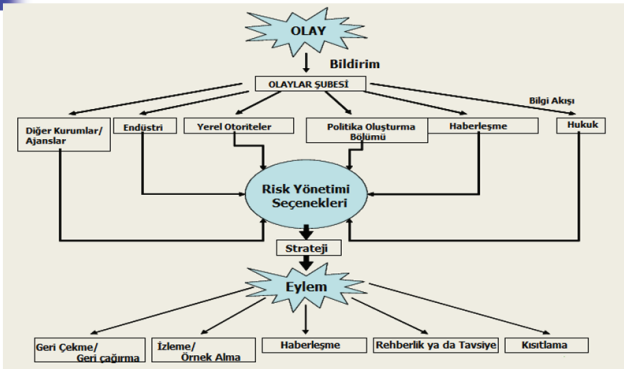 OLAY
Bildirim
OLAYLAR ŞUBESİ
Bilgi Akışı
Diğer Kurumlar/
Ajanslar
Endüstri
Yerel Otoriteler
Politika Oluşturma
Bölümü
Haberleşme
Hukuk
Risk Yönetimi
Seçenekleri
Strateji
Eylem
Geri Çekme/
Geri çağırma
İzleme/
Örnek Alma
Haberleşme
Rehberlik ya da Tavsiye
Kısıtlama